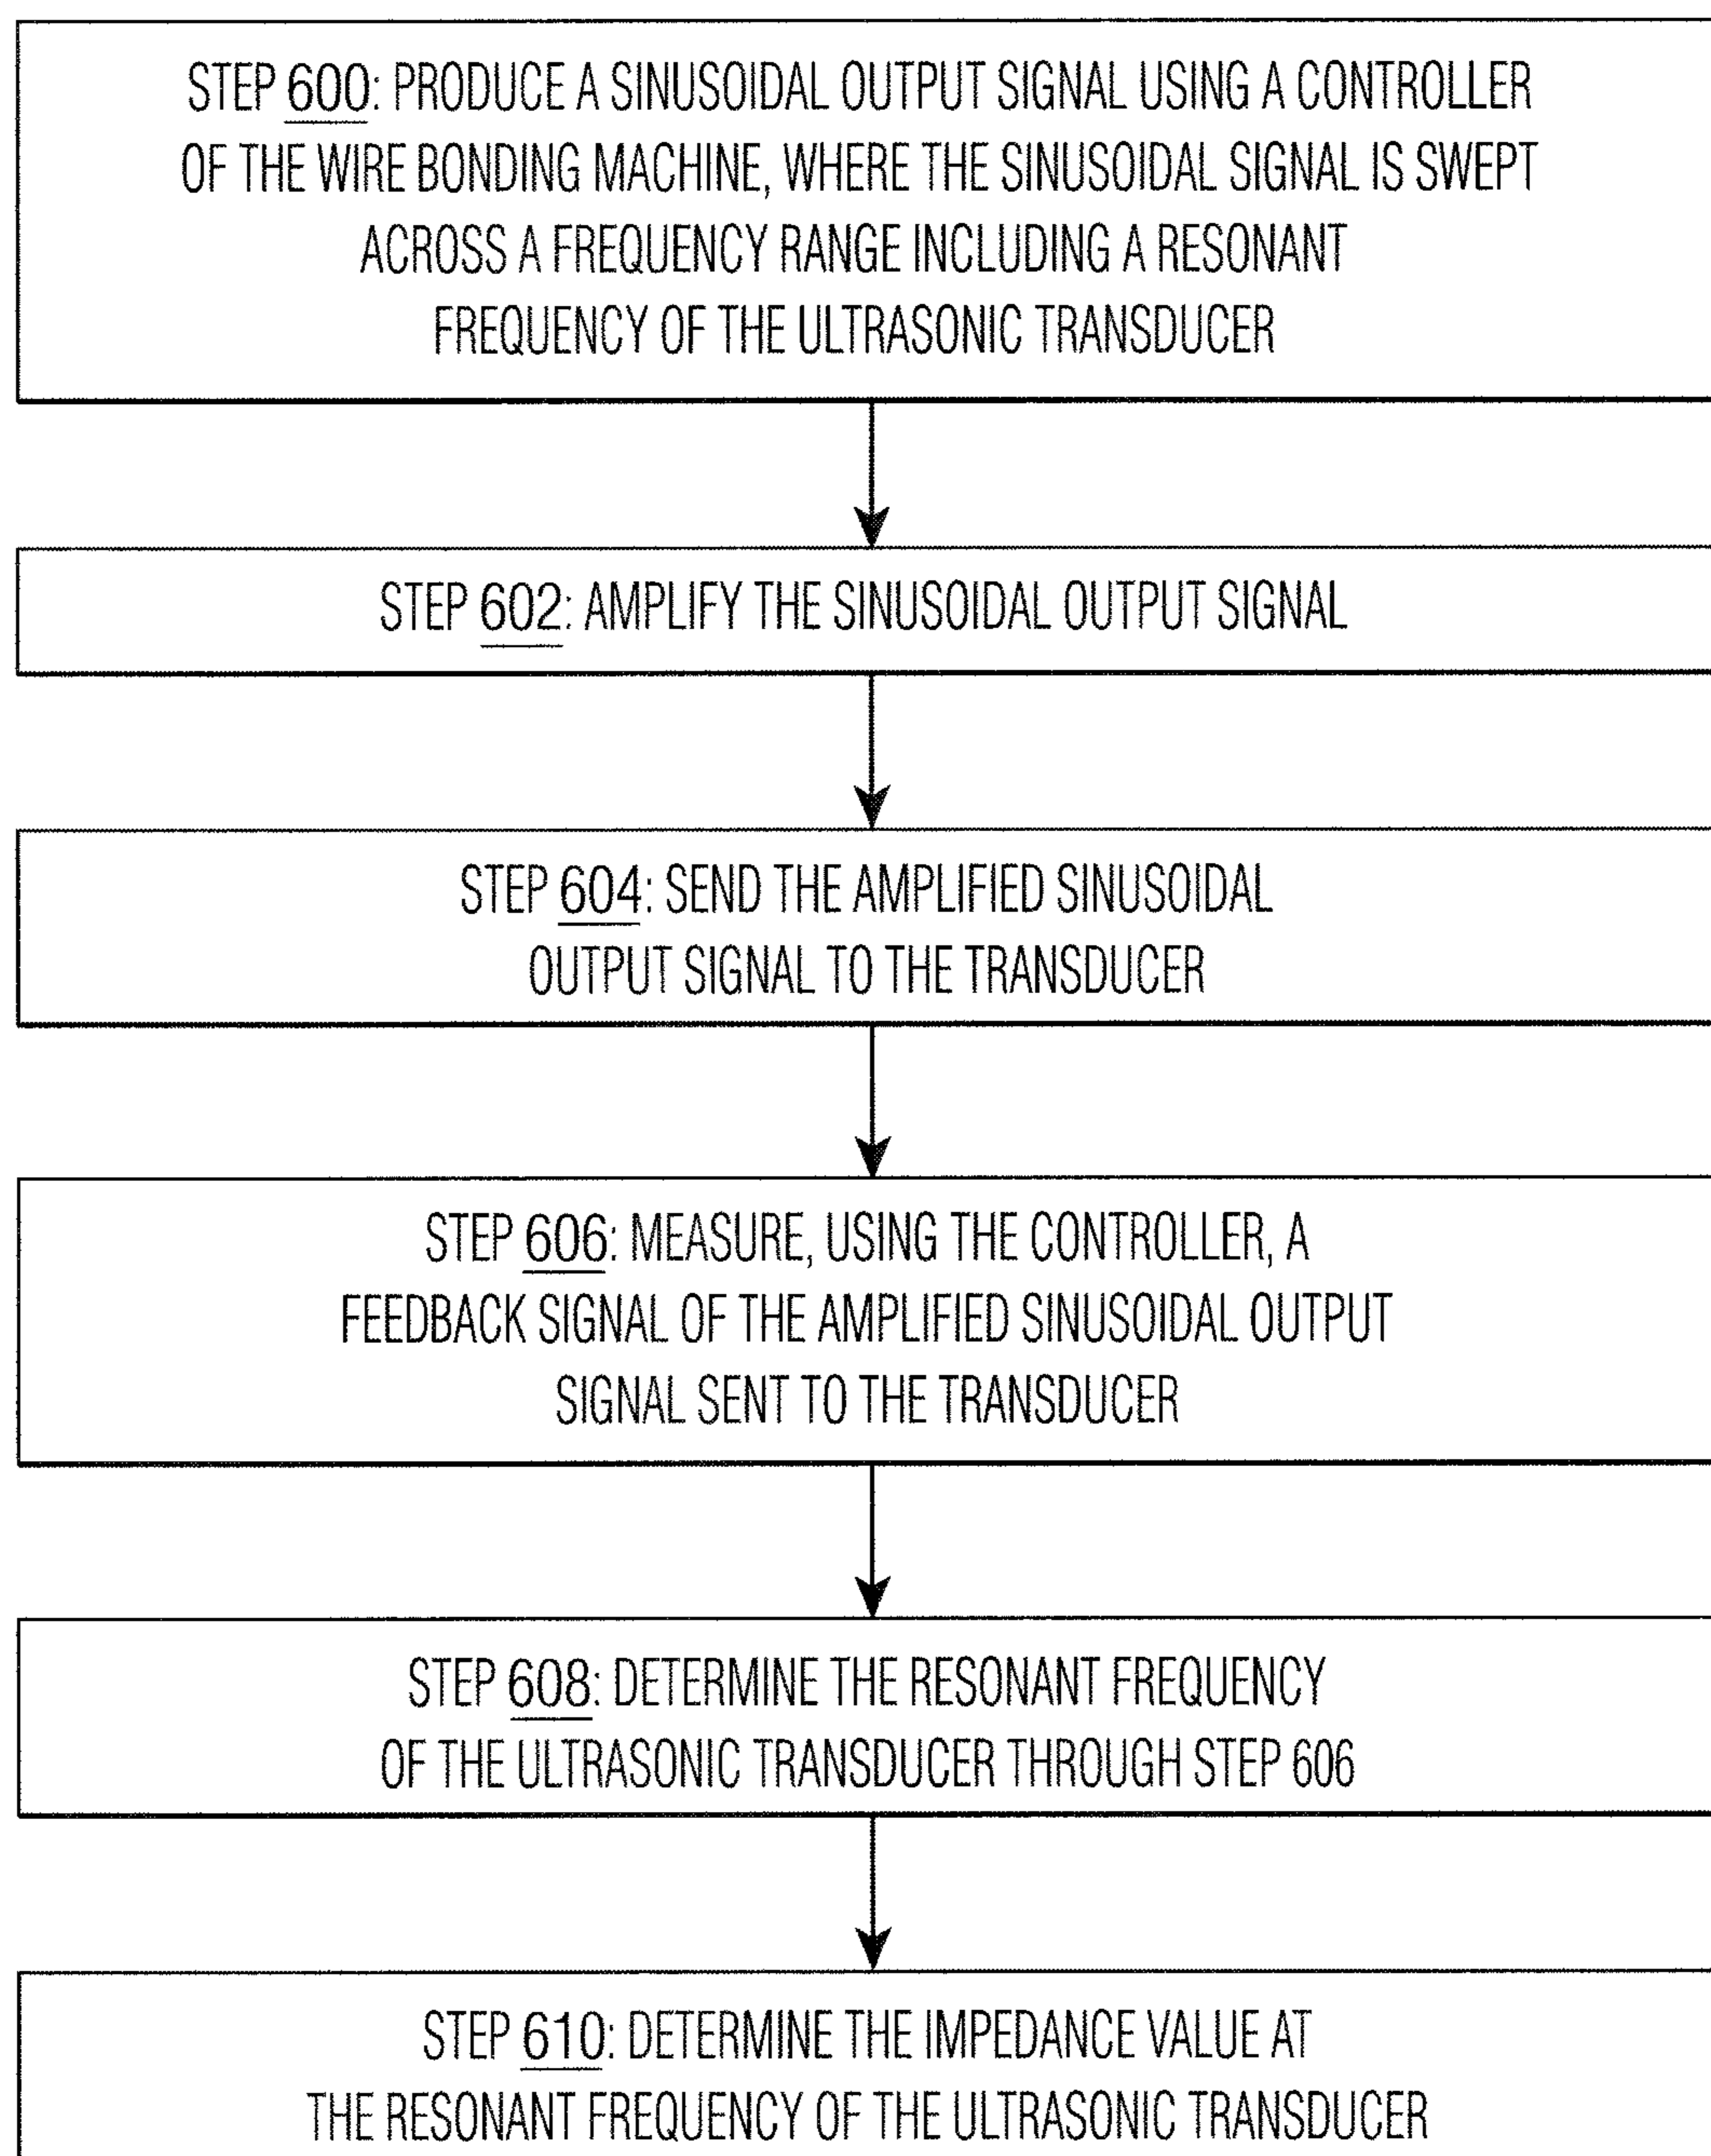 STEP 600: PRODUCE A SINUSOIDAL OUTPUT SIGNAL USING A CONTROLLER
OF THE WIRE BONDING MACHINE, WHERE THE SINUSOIDAL SIGNAL IS SWEPT
ACROSS A FREQUENCY RANGE INCLUDING A RESONANT
FREQUENCY OF THE ULTRASONIC TRANSDUCER
STEP 602: AMPLIFY THE SINUSOIDAL OUTPUT SIGNAL
STEP 604: SEND THE AMPLIFIED SINUSOIDAL
OUTPUT SIGNAL TO THE TRANSDUCER
STEP 606: MEASURE, USING THE CONTROLLER, A
FEEDBACK SIGNAL OF THE AMPLIFIED SINUSOIDAL OUTPUT
SIGNAL SENT TO THE TRANSDUCER
STEP 608: DETERMINE THE RESONANT FREQUENCY
OF THE ULTRASONIC TRANSDUCER THROUGH STEP 606
STEP 610: DETERMINE THE IMPEDANCE VALUE AT
THE RESONANT FREQUENCY OF THE ULTRASONIC TRANSDUCER